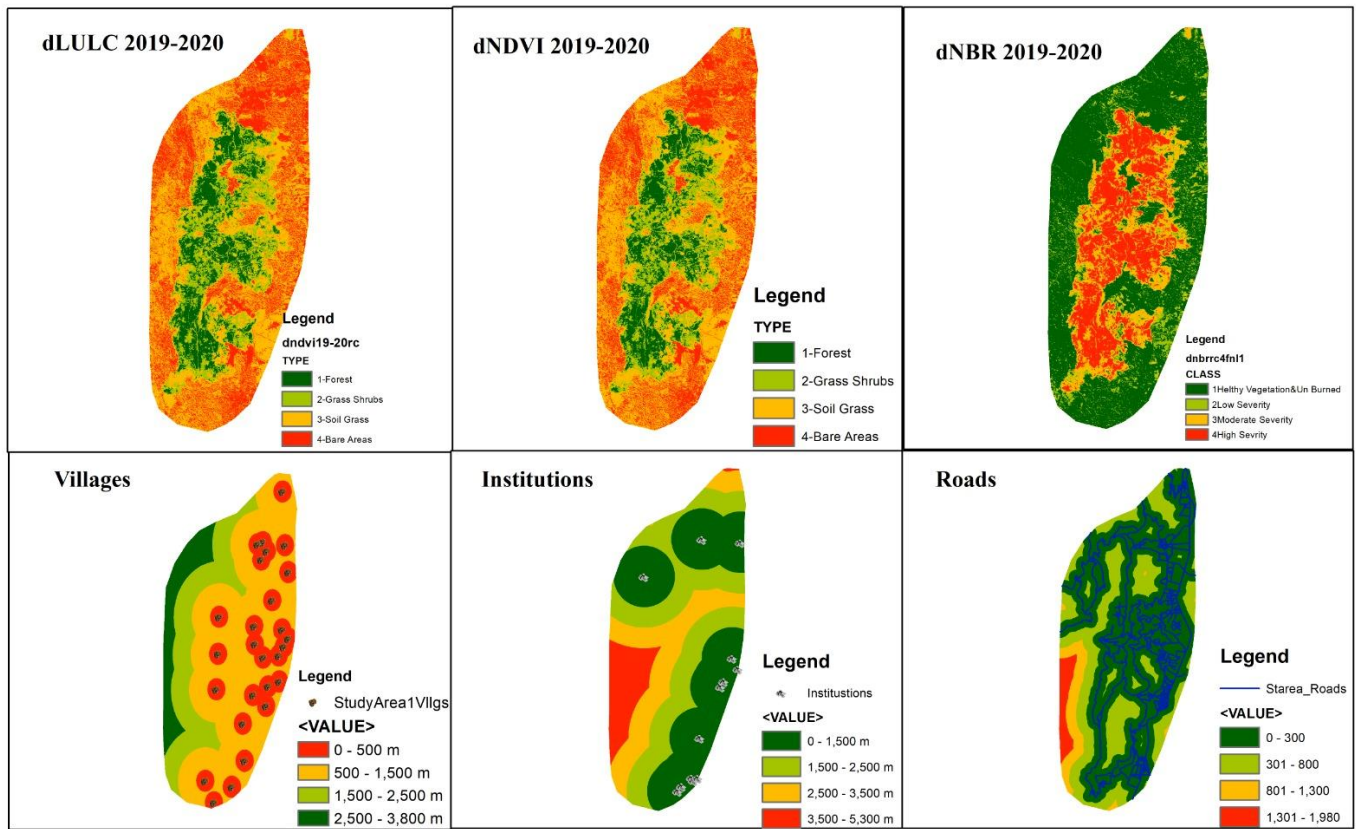 dLULC 2019-2020
Legend
dndvi19-20rc
TYPE
1-Forest
2-Grass Shrubs
3-Soil Grass
4-Bare Areas
dNDVI 2019-2020
Legend
TYPE
1-Forest
2-Grass Shrubs
3-Soil Grass
4-Bare Areas
dNBR 2019-2020
Legend
dnbrrc4fnl1
CLASS
1Helthy Vegetation&Un Burned
2Low Severity
3Moderate Severity
4High Sevrity
Villages
Legend
StudyArea1Vllgs
<VALUE>
0 - 500 m
500 - 1,500 m
1,500 - 2,500 m
2,500 - 3,800 m
Institutions
Legend
Institustions
<VALUE>
0 - 1,500 m
1,500 - 2,500 m
2,500 - 3,500 m
3,500 - 5,300 m
Roads
Legend
Starea_Roads
<VALUE>
0 - 300
301 - 800
801 - 1,300
1,301 - 1,980